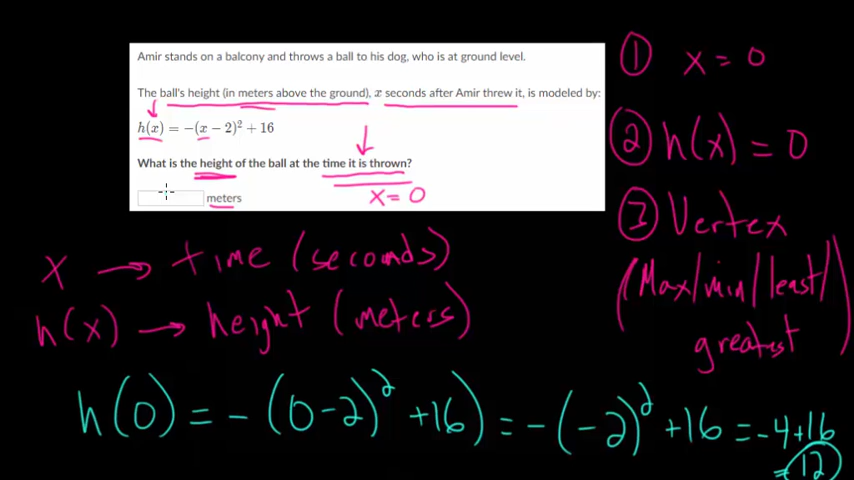 Amir stands on a balcony and throws a ball to his dog, who is at ground level.
The ball's height (in meters above the ground), x seconds after Amir threw it, is modeled by:
h(x) = −(x − 2)² + 16
What is the height of the ball at the time it is thrown?
meters
x = 0
① x = 0
② h(x) = 0
③ Vertex
(Max/min/least/
greatest)
x → time (seconds)
h(x) → height (meters)
h(0) = -(0-2)² +16) = -(-2)² +16 = -4+16
= 12